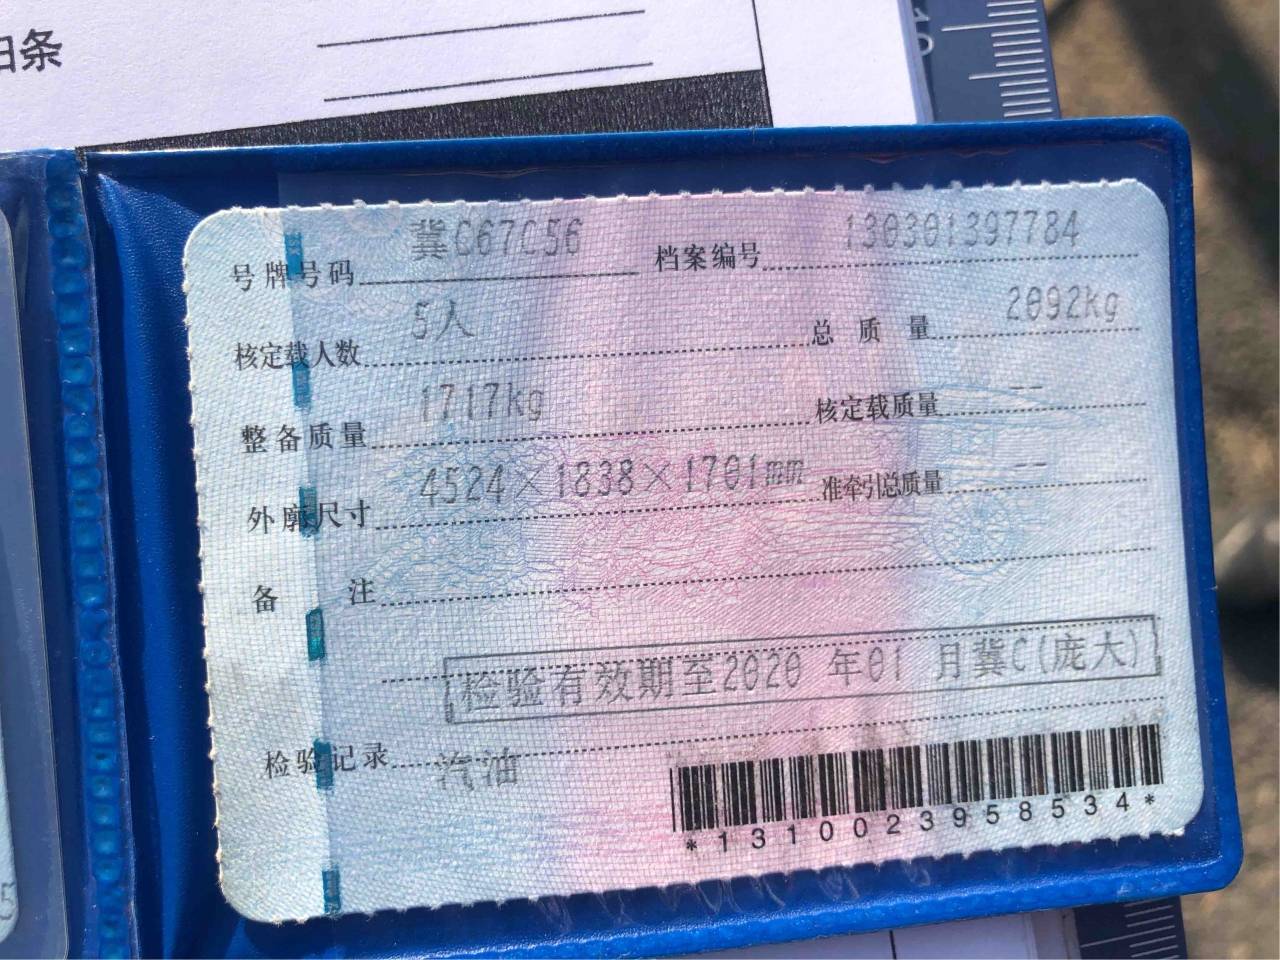 条
10
号牌号码 冀C67C56 档案编号 130301397784
核定载人数 5人 总质量 2092kg
整备质量 1717kg 核定载质量 --
外廓尺寸 4524×1838×1701mm 准牵引总质量 --
备注
检验有效期至2020年01月冀C(庞大)
检验记录 汽油
*1310023958534*
5